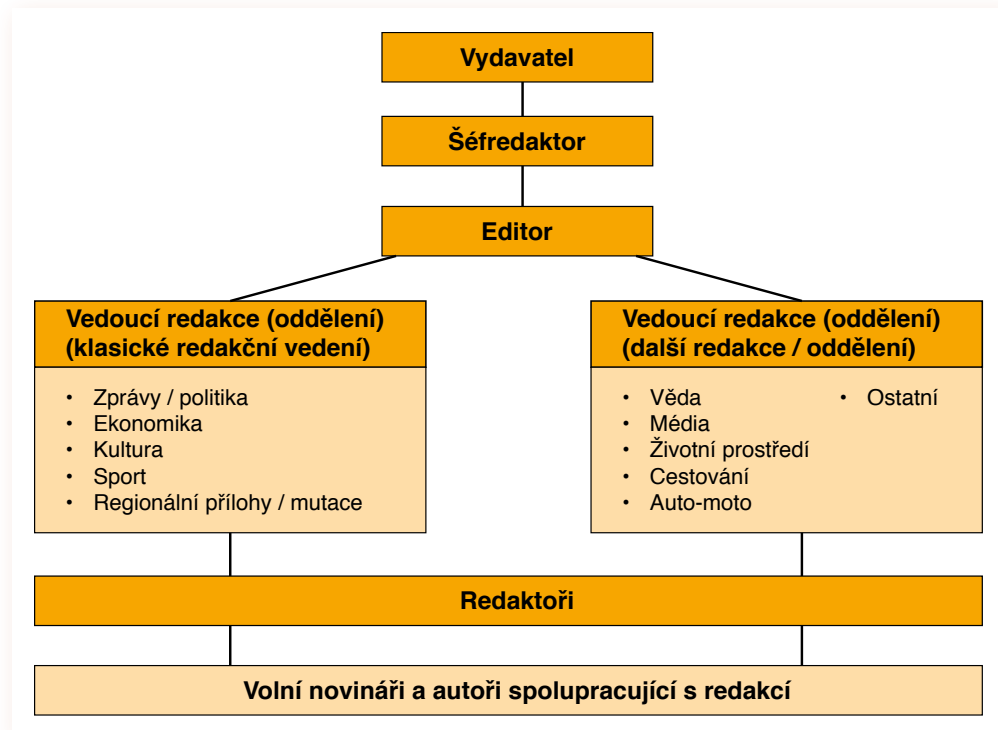 Vydavatel
Šéfredaktor
Editor
Vedoucí redakce (oddělení)
(klasické redakční vedení)
• Zprávy / politika
• Ekonomika
• Kultura
• Sport
• Regionální přílohy / mutace
Vedoucí redakce (oddělení)
(další redakce / oddělení)
• Věda
• Média
• Životní prostředí
• Cestování
• Auto-moto
• Ostatní
Redaktoři
Volní novináři a autoři spolupracující s redakcí